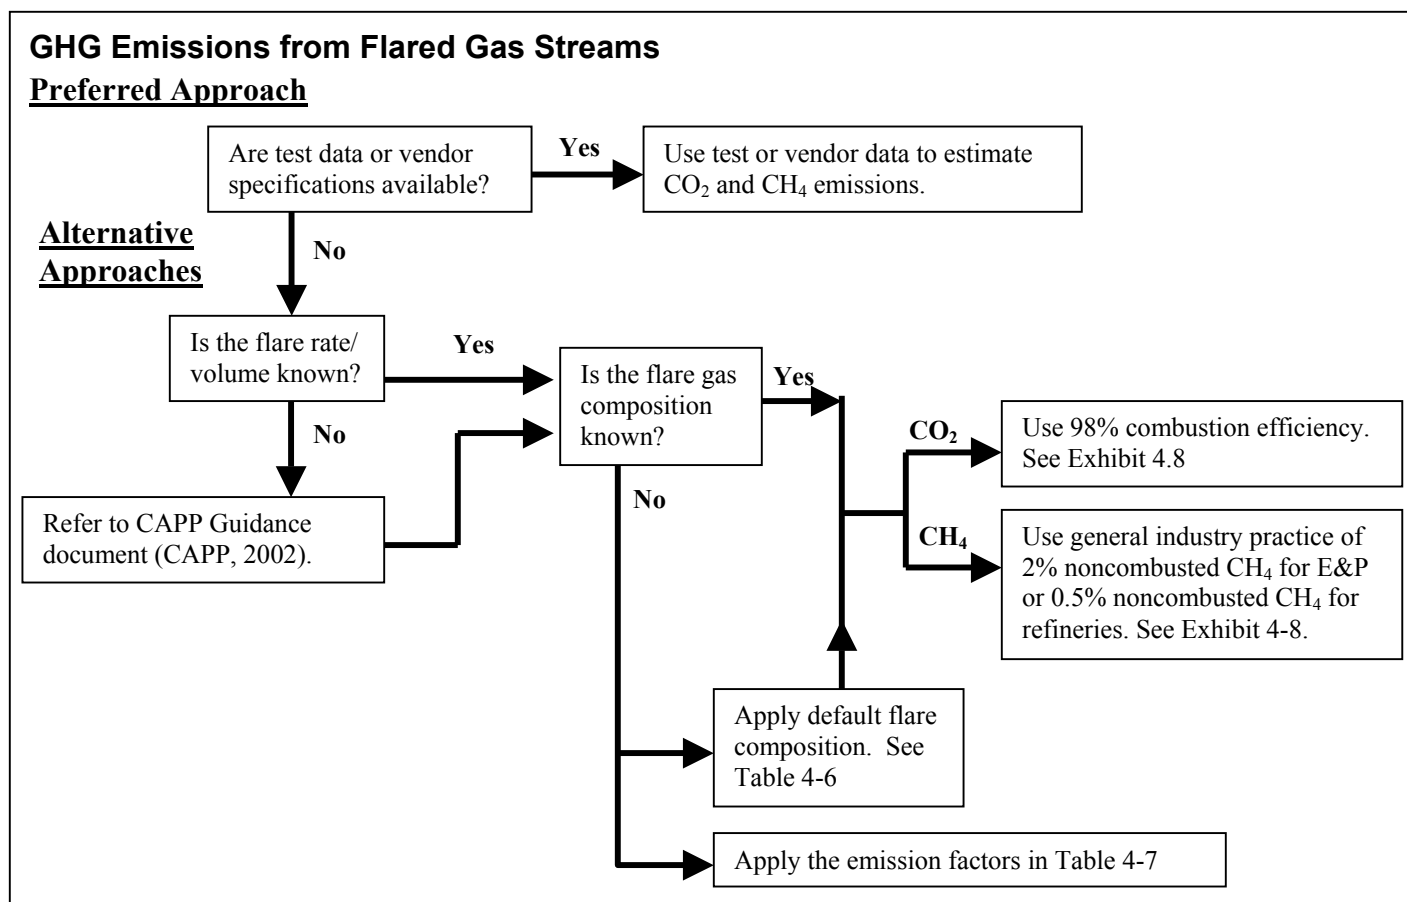 GHG Emissions from Flared Gas Streams
Preferred Approach
Are test data or vendor
specifications available?
Yes
Use test or vendor data to estimate
CO₂ and CH₄ emissions.
Alternative
Approaches
No
Is the flare rate/
volume known?
Yes
Is the flare gas
composition
known?
Yes
No
Refer to CAPP Guidance
document (CAPP, 2002).
No
CO₂
Use 98% combustion efficiency.
See Exhibit 4.8
CH₄
Use general industry practice of
2% noncombusted CH₄ for E&P
or 0.5% noncombusted CH₄ for
refineries. See Exhibit 4-8.
Apply default flare
composition.  See
Table 4-6
Apply the emission factors in Table 4-7